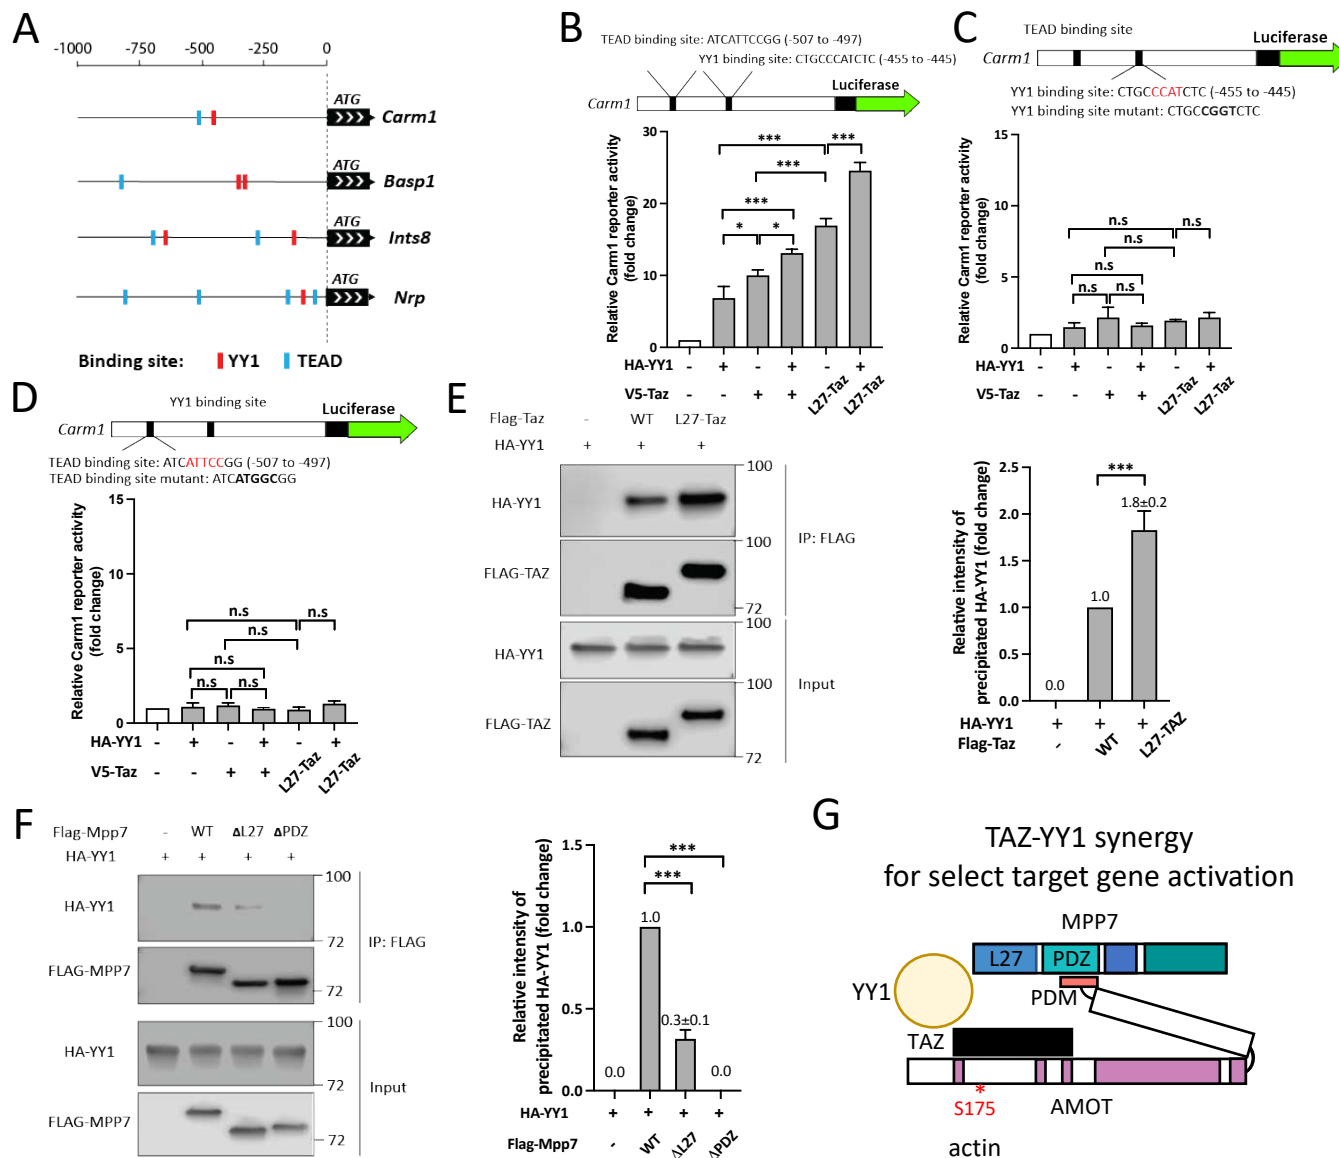 A
-1000 -750 -500 -250 0
ATG
Carm1
ATG
Basp1
ATG
Ints8
ATG
Nrp
Binding site: YY1 TEAD
B
TEAD binding site: ATCATTCCGG (-507 to -497)
YY1 binding site: CTGCCCATCTC (-455 to -445)
Luciferase
Carm1
Relative Carm1 reporter activity
(fold change)
30
20
10
0
*** ***
***
***
* *
HA-YY1 - + - + - +
V5-Taz - - + + L27-Taz L27-Taz
C
TEAD binding site
Luciferase
Carm1
YY1 binding site: CTGCCCATCTC (-455 to -445)
YY1 binding site mutant: CTGCCGGTCTC
Relative Carm1 reporter activity
(fold change)
15
10
5
0
n.s n.s
n.s
n.s
n.s n.s
HA-YY1 - + - + - +
V5-Taz - - + + L27-Taz L27-Taz
D
YY1 binding site
Luciferase
Carm1
TEAD binding site: ATCATTCCGG (-507 to -497)
TEAD binding site mutant: ATCATGGCGG
Relative Carm1 reporter activity
(fold change)
15
10
5
0
n.s n.s
n.s
n.s
n.s n.s
HA-YY1 - + - + - +
V5-Taz - - + + L27-Taz L27-Taz
E
Flag-Taz - WT L27-Taz
HA-YY1 + + +
100
HA-YY1
100
IP: FLAG
FLAG-TAZ
72
100
HA-YY1
100
Input
FLAG-TAZ
72
Relative intensity of
precipitated HA-YY1 (fold change)
2.5
2.0
1.5
1.0
0.5
0.0
***
1.8±0.2
1.0
0.0
HA-YY1 + + +
Flag-Taz - WT L27-TAZ
F
Flag-Mpp7 - WT ΔL27 ΔPDZ
HA-YY1 + + + +
100
HA-YY1
72
IP: FLAG
FLAG-MPP7
72
100
HA-YY1
72
Input
FLAG-MPP7
72
Relative intensity of
precipitated HA-YY1 (fold change)
1.5
1.0
0.5
0.0
***
***
1.0
0.3±0.1
0.0 0.0
HA-YY1 + + + +
Flag-Mpp7 - WT ΔL27 ΔPDZ
G
TAZ-YY1 synergy
for select target gene activation
MPP7
L27 PDZ
YY1
PDM
TAZ
*
S175 AMOT
actin